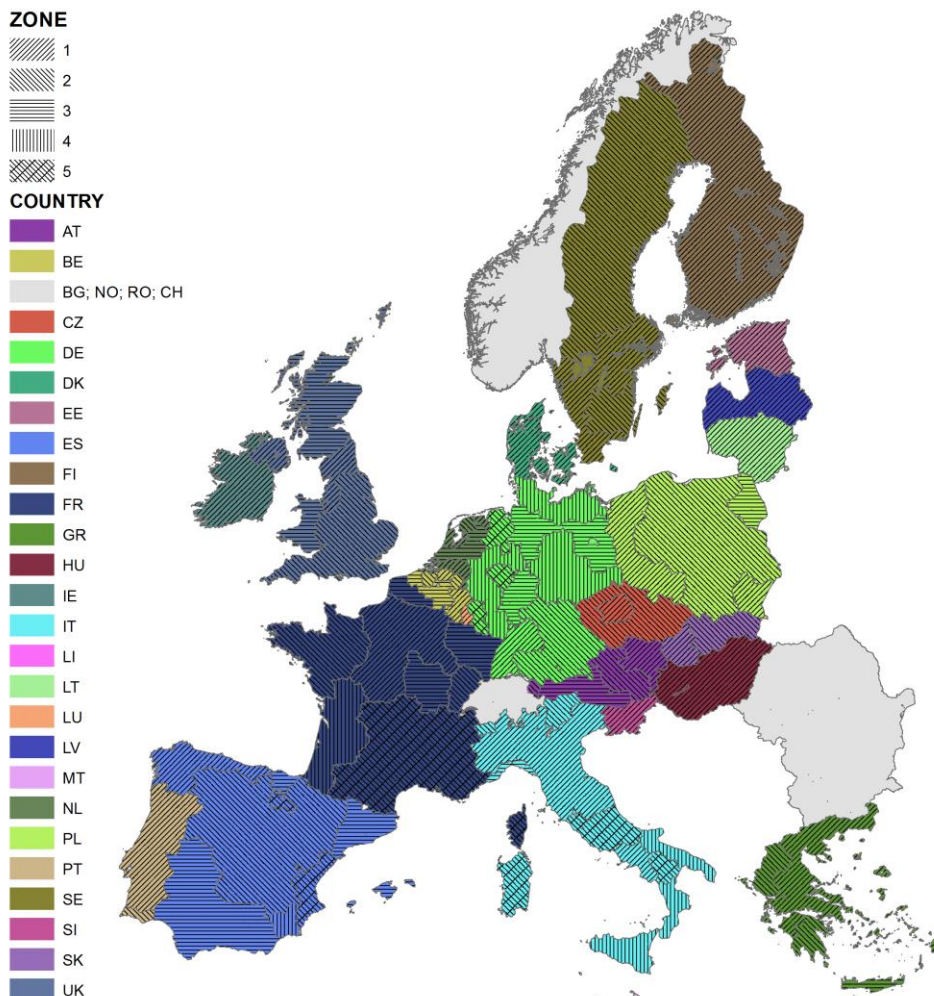 ZONE
1
2
3
4
5
COUNTRY
AT
BE
BG; NO; RO; CH
CZ
DE
DK
EE
ES
FI
FR
GR
HU
IE
IT
LI
LT
LU
LV
MT
NL
PL
PT
SE
SI
SK
UK